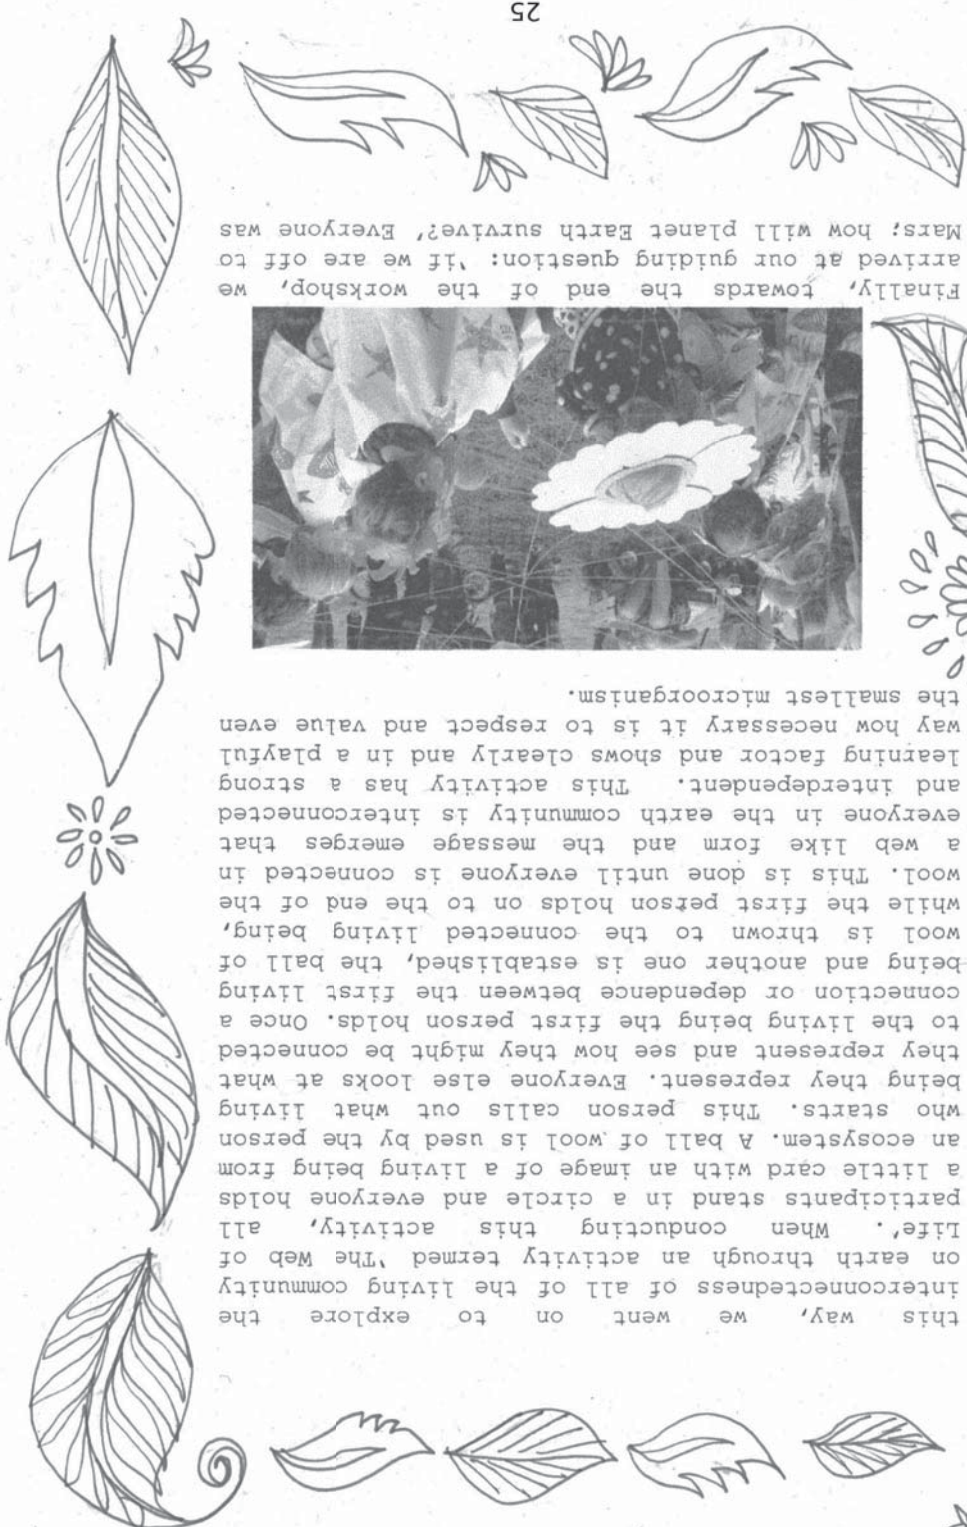 this way, we went on to explore the
interconnectedness of all of the living community
on earth through an activity termed ‘The Web of
Life’. When conducting this activity, all
participants stand in a circle and everyone holds
a little card with an image of a living being from
an ecosystem. A ball of wool is used by the person
who starts. This person calls out what living
being they represent. Everyone else looks at what
they represent and see how they might be connected
to the living being the first person holds. Once a
connection or dependence between the first living
being and another one is established, the ball of
wool is thrown to the connected living being,
while the first person holds on to the end of the
wool. This is done until everyone is connected in
a web like form and the message emerges that
everyone in the earth community is interconnected
and interdependent. This activity has a strong
learning factor and shows clearly and in a playful
way how necessary it is to respect and value even
the smallest microorganism.
Finally, towards the end of the workshop, we
arrived at our guiding question: ‘if we are off to
Mars; how will planet Earth survive?’ Everyone was
25